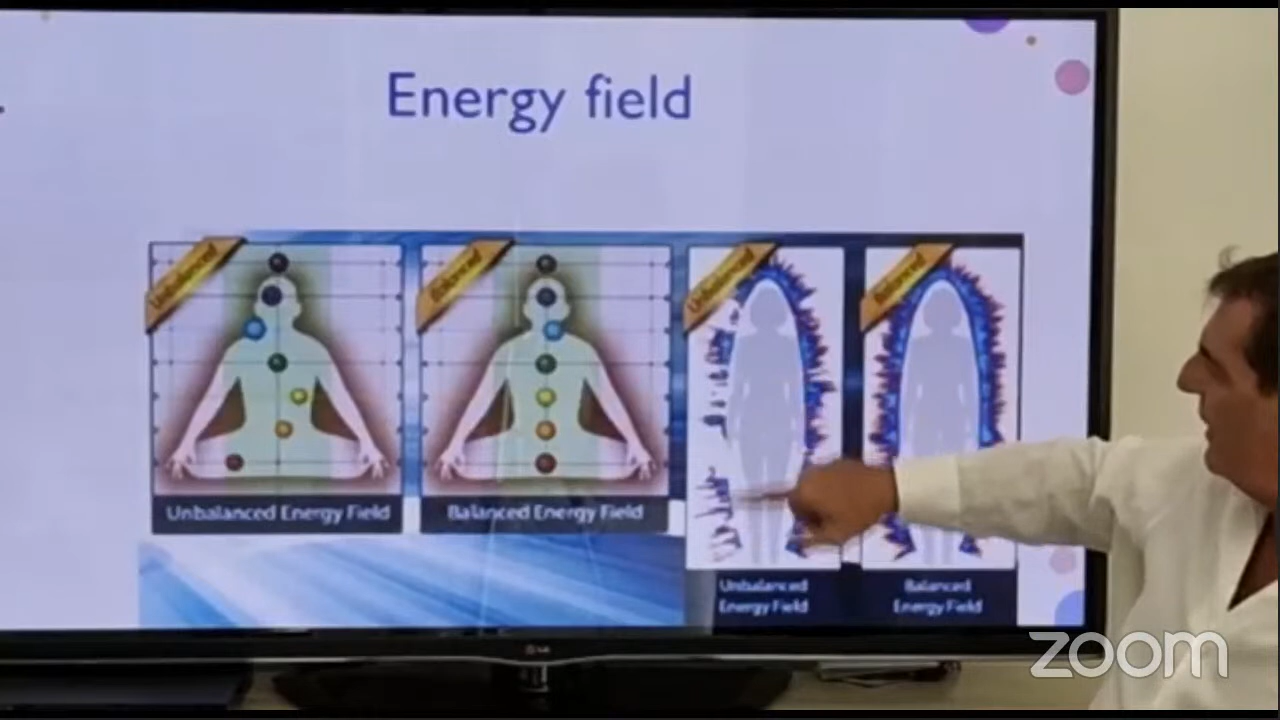 Energy field
Unbalanced
Balanced
Unbalanced
Balanced
Unbalanced Energy Field
Balanced Energy Field
Unbalanced
Energy Field
Balanced
Energy Field
LG
zoom